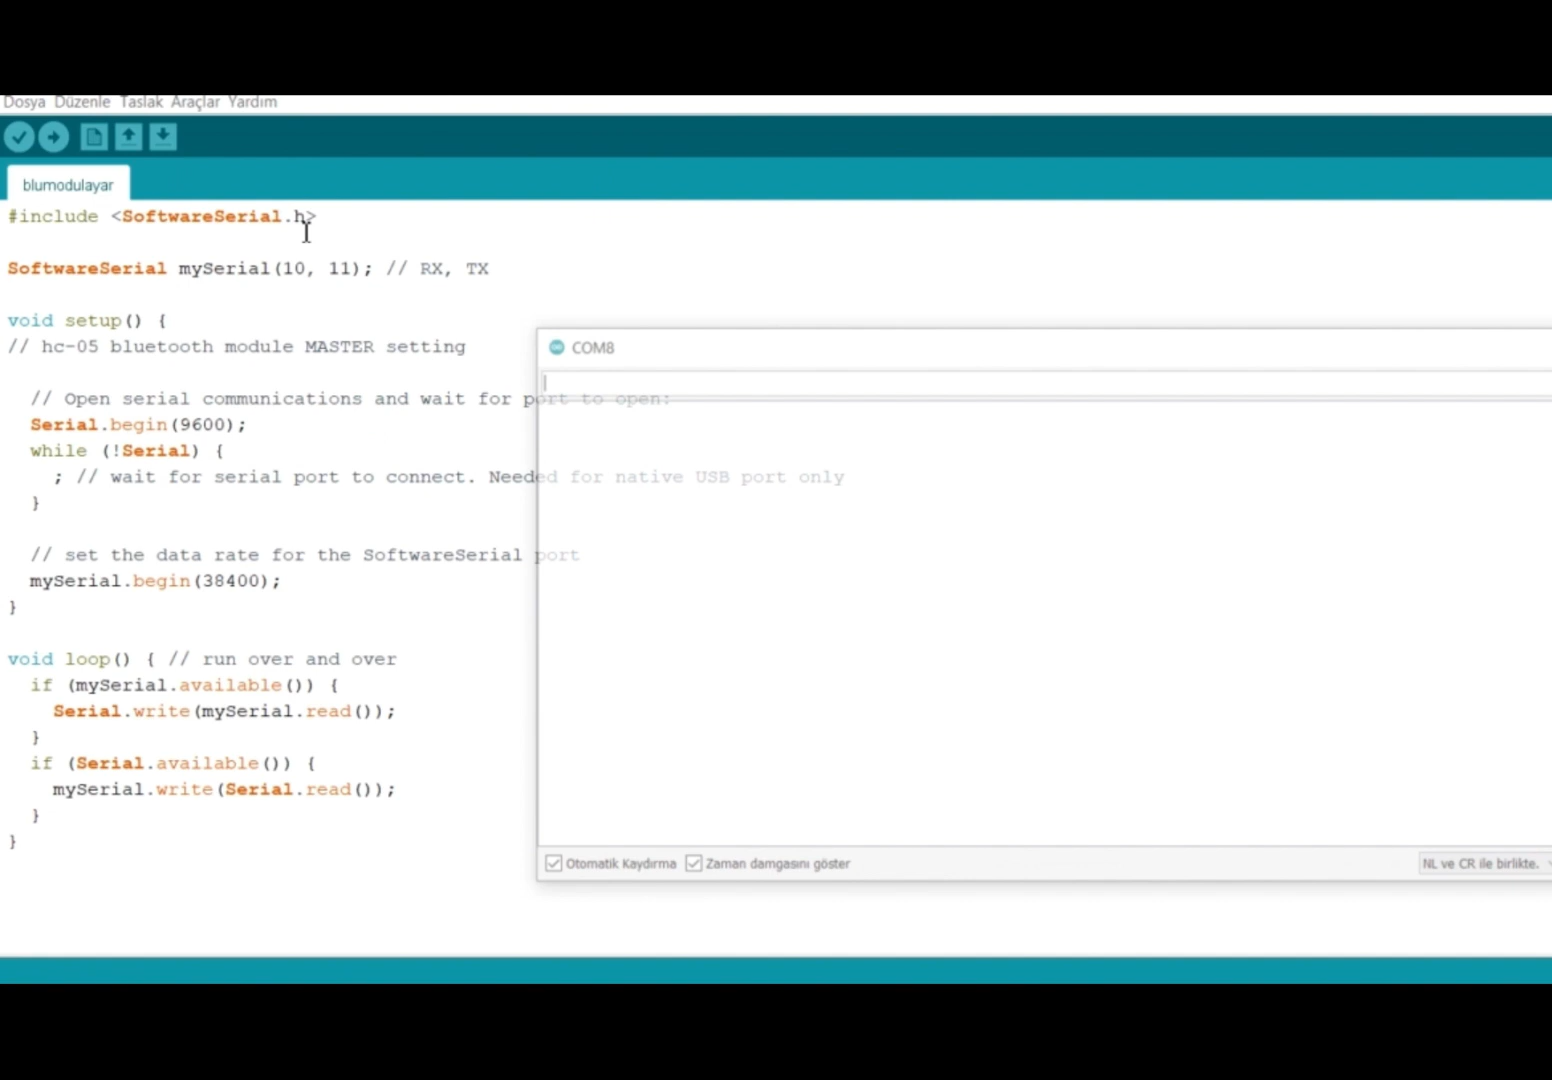 Dosya Düzenle Taslak Araçlar Yardım
blumodulayar
#include <SoftwareSerial.h>
SoftwareSerial mySerial(10, 11); // RX, TX
void setup() {
// hc-05 bluetooth module MASTER setting
// Open serial communications and wait for port to open:
Serial.begin(9600);
while (!Serial) {
; // wait for serial port to connect. Needed for native USB port only
}
// set the data rate for the SoftwareSerial port
mySerial.begin(38400);
}
void loop() { // run over and over
if (mySerial.available()) {
Serial.write(mySerial.read());
}
if (Serial.available()) {
mySerial.write(Serial.read());
}
}
COM8
Otomatik Kaydırma Zaman damgasını göster
NL ve CR ile birlikte.